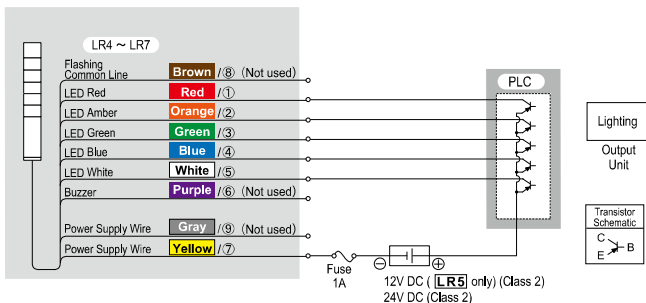 LR4 ~ LR7
Flashing
Common Line Brown /⑧ (Not used)
LED Red Red /①
LED Amber Orange /②
LED Green Green /③
LED Blue Blue /④
LED White White /⑤
Buzzer Purple /⑥ (Not used)
Power Supply Wire Gray /⑨ (Not used)
Power Supply Wire Yellow /⑦
Fuse
1A
⊖ ⊕
12V DC ( LR5 only) (Class 2)
24V DC (Class 2)
PLC
Lighting
Output
Unit
Transistor
Schematic
C
B
E